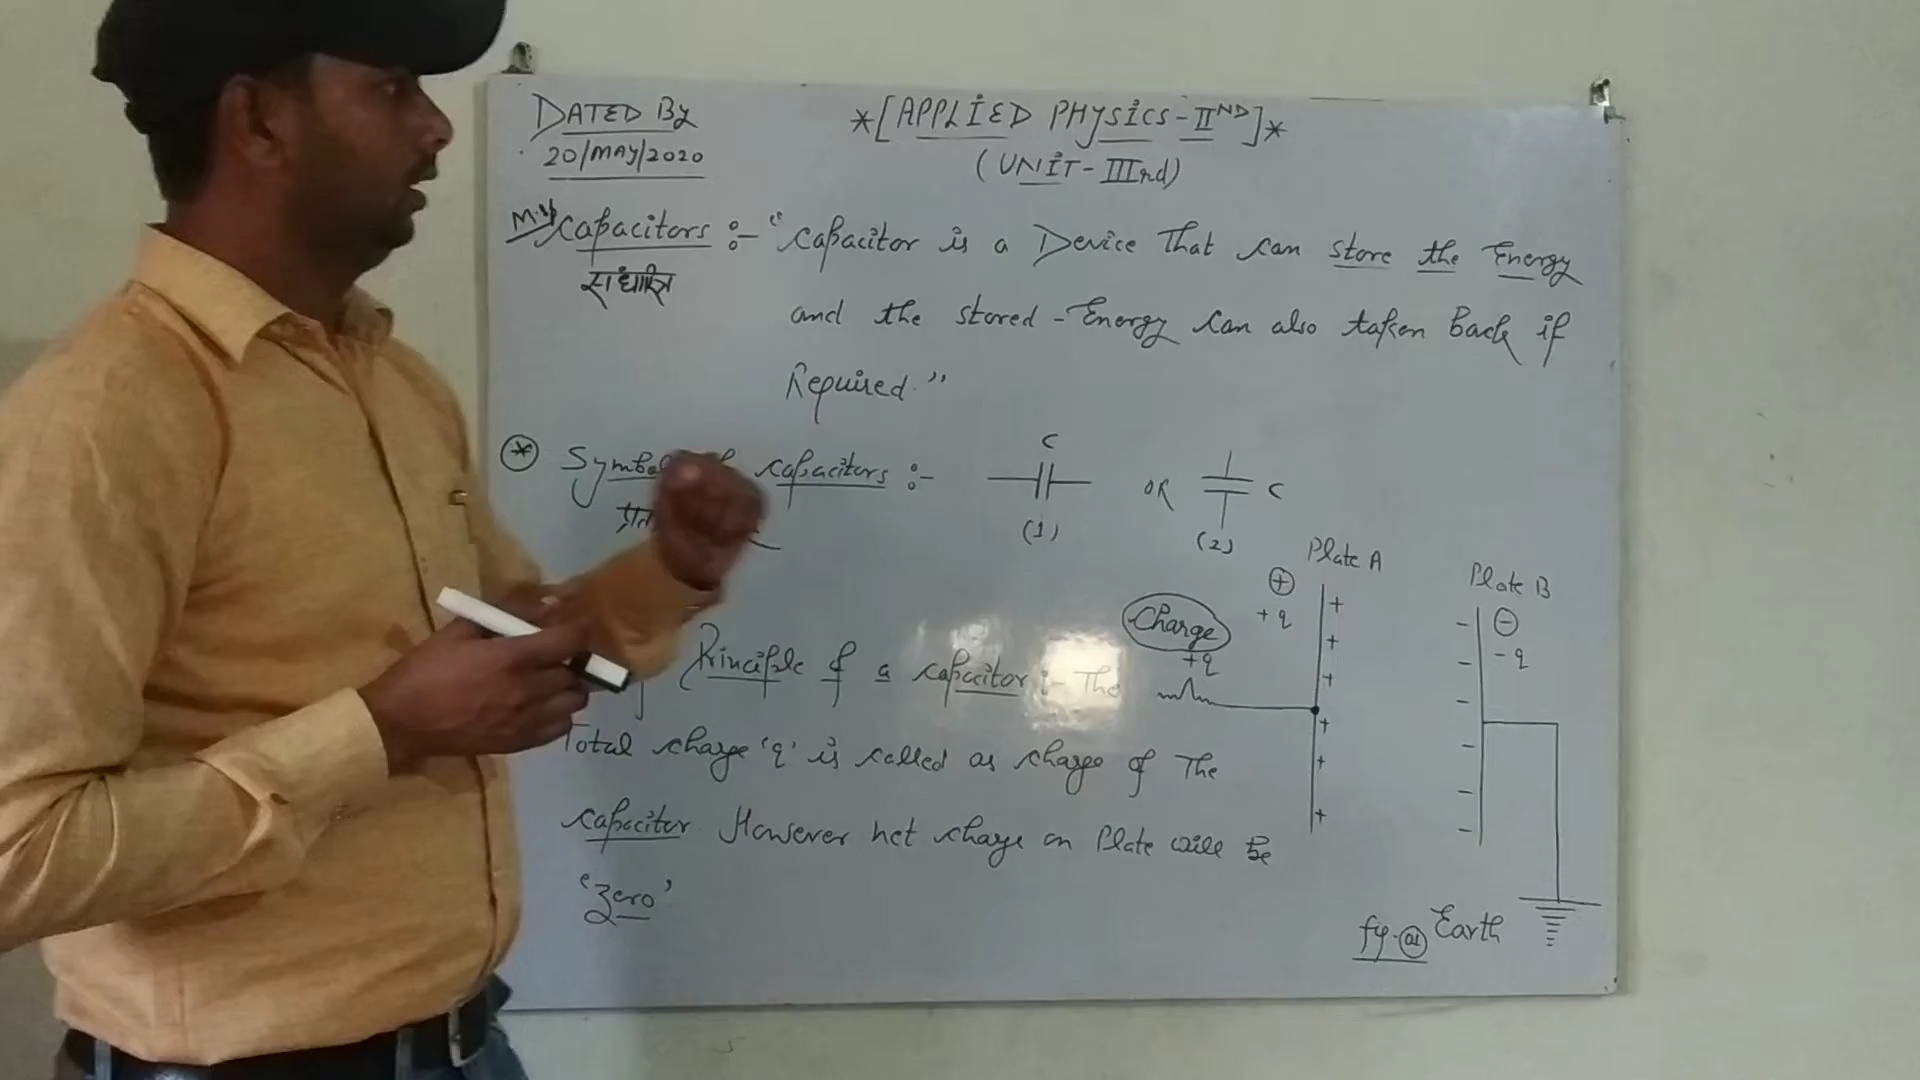 DATED By
20/MAY/2020
*[APPLIED PHYSICS-IIND]*
(UNIT-IIIrd)
Capacitors :- "Capacitor is a Device That can store the Energy
संधारित्र
and the stored-Energy can also taken Back if
Required."
* Symbol capacitors :-
C
(1)
OR
C
(2)
Plate A
Plate B
+
+q
-
-q
Charge
+q
Principle of a capacitor :- The
Total charge 'q' is called as charge of The
capacitor. However net charge on Plate will be
'Zero'
Earth